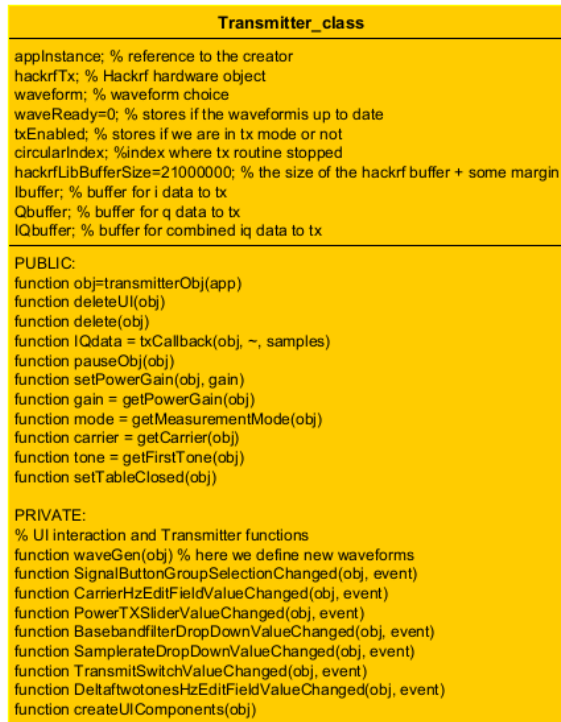 Transmitter_class
appInstance; % reference to the creator
hackrfTx; % Hackrf hardware object
waveform; % waveform choice
waveReady=0; % stores if the waveformis up to date
txEnabled; % stores if we are in tx mode or not
circularIndex; %index where tx routine stopped
hackrfLibBufferSize=21000000; % the size of the hackrf buffer + some margin
Ibuffer; % buffer for i data to tx
Qbuffer; % buffer for q data to tx
IQbuffer; % buffer for combined iq data to tx
PUBLIC:
function obj=transmitterObj(app)
function deleteUI(obj)
function delete(obj)
function IQdata = txCallback(obj, ~, samples)
function pauseObj(obj)
function setPowerGain(obj, gain)
function gain = getPowerGain(obj)
function mode = getMeasurementMode(obj)
function carrier = getCarrier(obj)
function tone = getFirstTone(obj)
function setTableClosed(obj)
PRIVATE:
% UI interaction and Transmitter functions
function waveGen(obj) % here we define new waveforms
function SignalButtonGroupSelectionChanged(obj, event)
function CarrierHzEditFieldValueChanged(obj, event)
function PowerTXSliderValueChanged(obj, event)
function BasebandfilterDropDownValueChanged(obj, event)
function SamplerateDropDownValueChanged(obj, event)
function TransmitSwitchValueChanged(obj, event)
function DeltaftwotonesHzEditFieldValueChanged(obj, event)
function createUIComponents(obj)